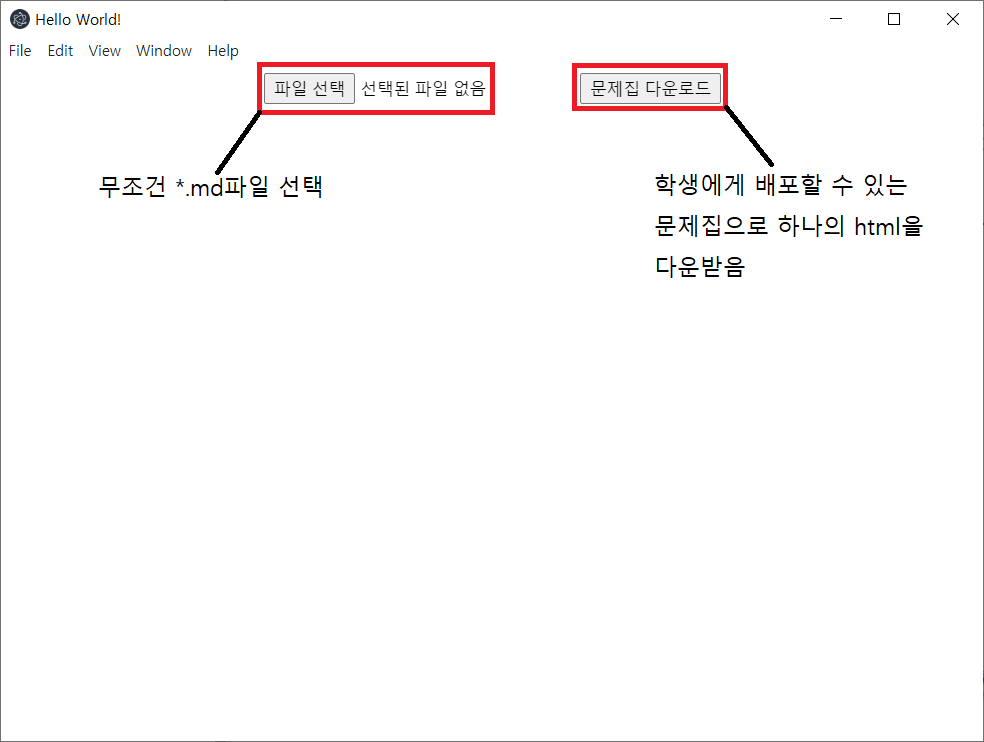 Hello World!
File Edit View Window Help
파일 선택 선택된 파일 없음
문제집 다운로드
무조건 *.md파일 선택
학생에게 배포할 수 있는
문제집으로 하나의 html을
다운받음